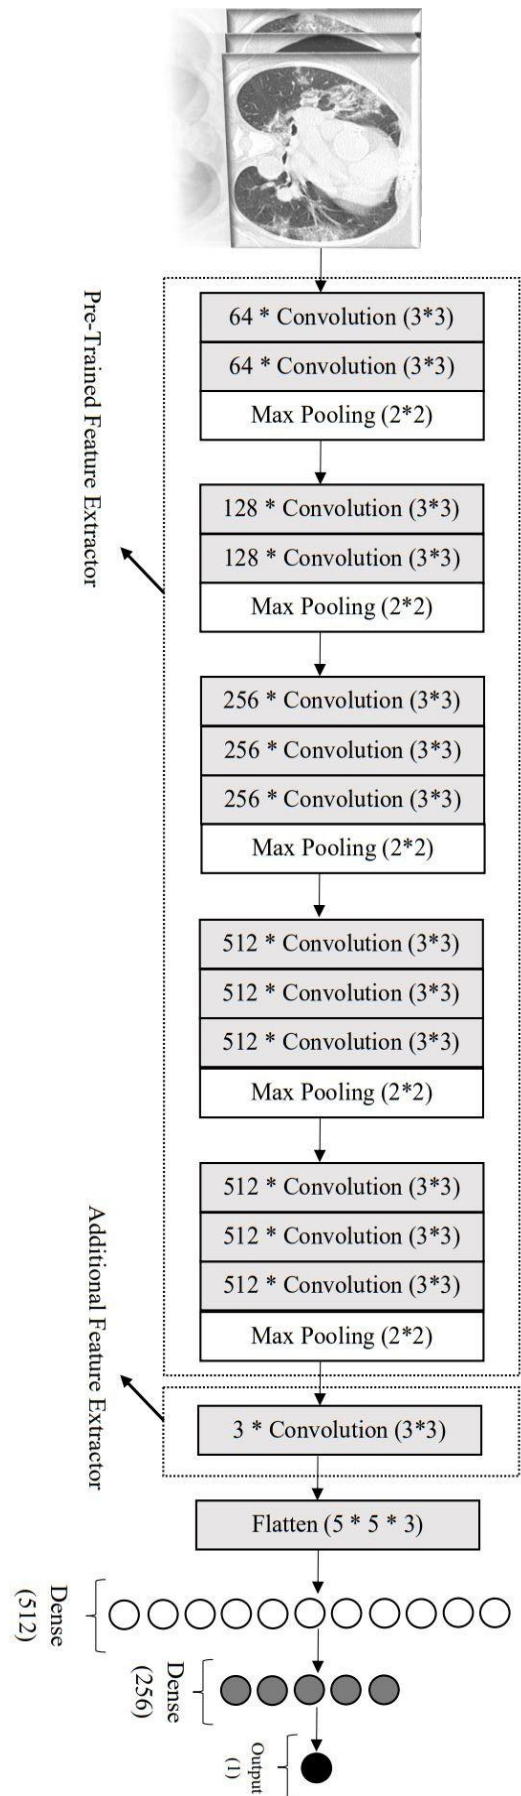 Pre-Trained Feature Extractor
64 * Convolution (3*3)
64 * Convolution (3*3)
Max Pooling (2*2)
128 * Convolution (3*3)
128 * Convolution (3*3)
Max Pooling (2*2)
256 * Convolution (3*3)
256 * Convolution (3*3)
256 * Convolution (3*3)
Max Pooling (2*2)
512 * Convolution (3*3)
512 * Convolution (3*3)
512 * Convolution (3*3)
Max Pooling (2*2)
512 * Convolution (3*3)
512 * Convolution (3*3)
512 * Convolution (3*3)
Max Pooling (2*2)
Additional Feature Extractor
3 * Convolution (3*3)
Flatten (5 * 5 * 3)
Dense
(512)
Dense
(256)
Output
(1)